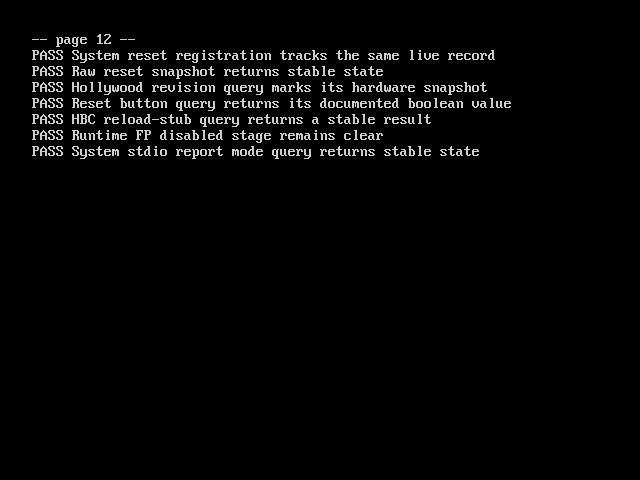 -- page 12 --
PASS System reset registration tracks the same live record
PASS Raw reset snapshot returns stable state
PASS Hollywood revision query marks its hardware snapshot
PASS Reset button query returns its documented boolean value
PASS HBC reload-stub query returns a stable result
PASS Runtime FP disabled stage remains clear
PASS System stdio report mode query returns stable state